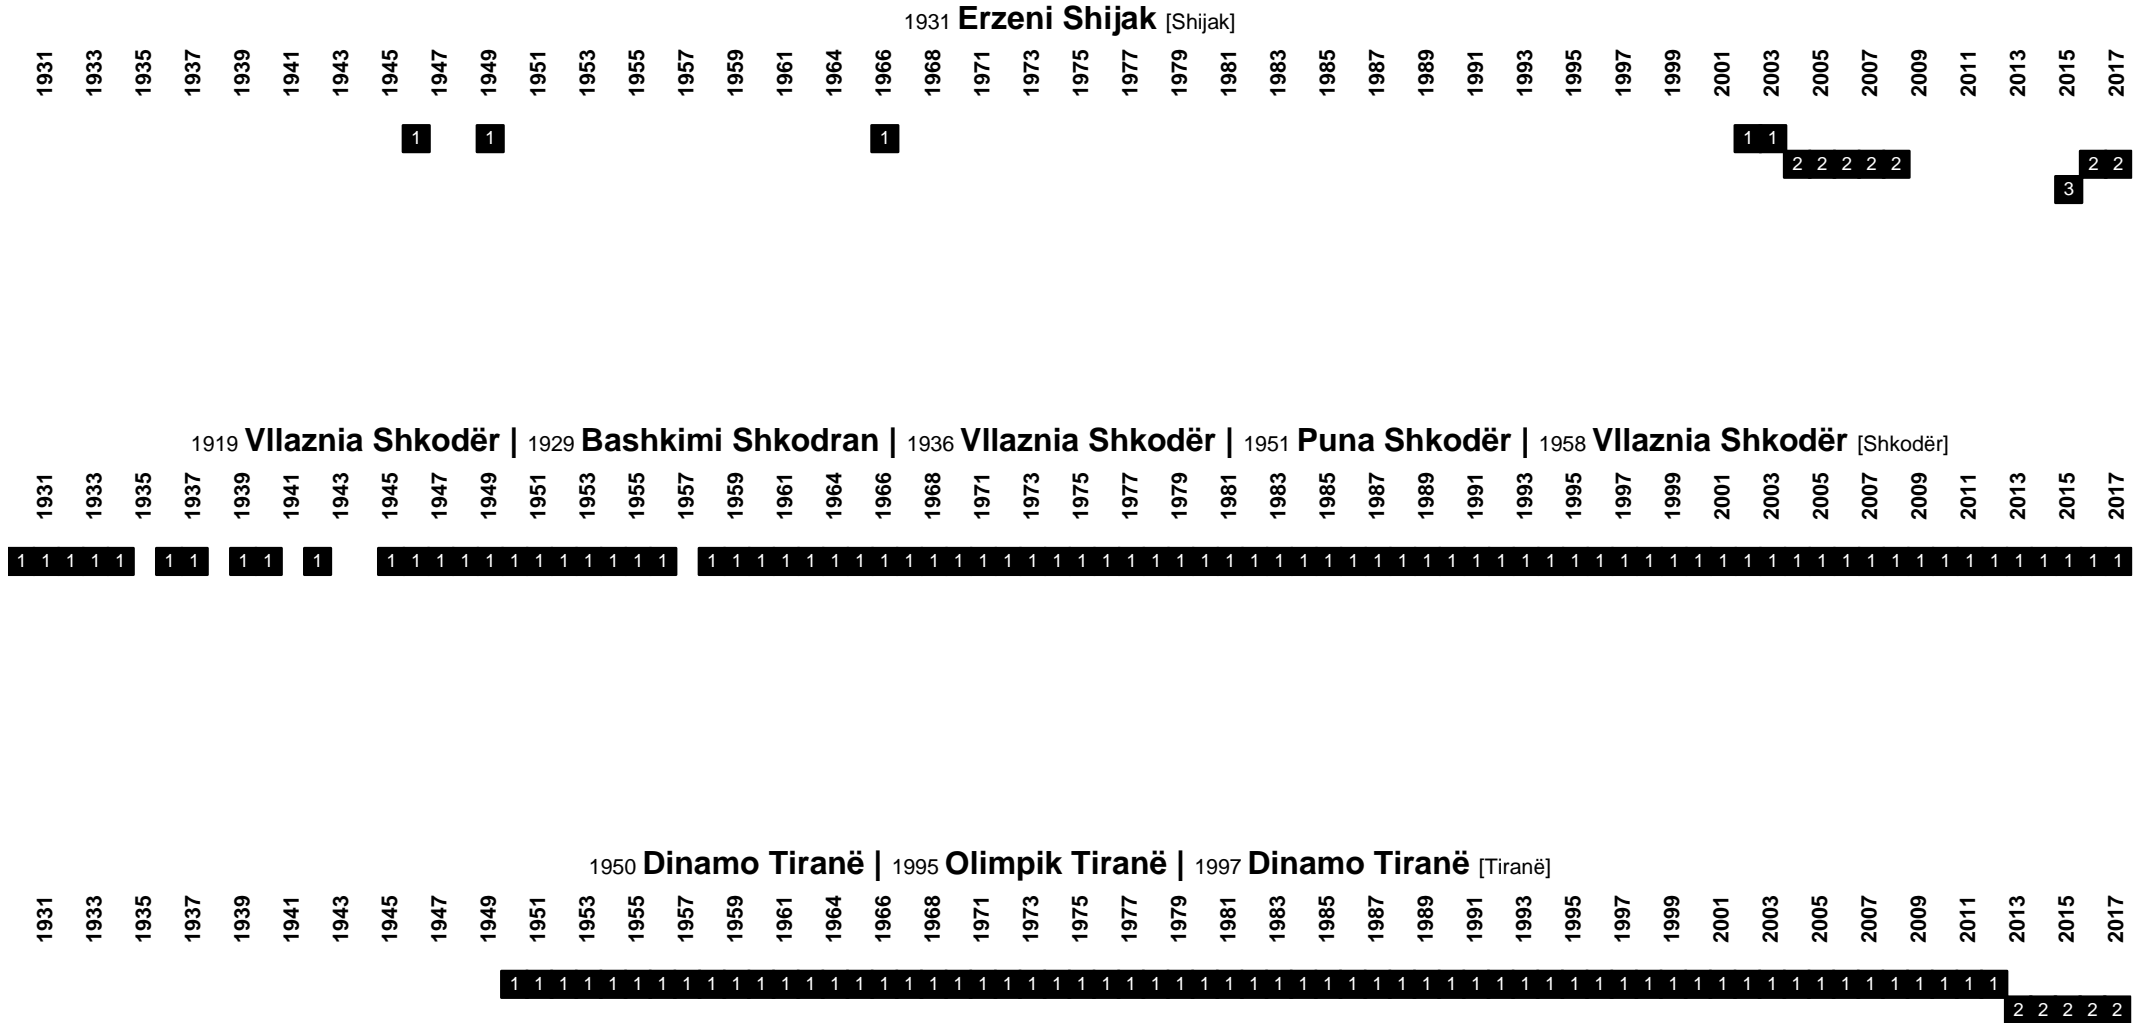 1931 Erzeni Shijak [Shijak]
1931 1933 1935 1937 1939 1941 1943 1945 1947 1949 1951 1953 1955 1957 1959 1961 1964 1966 1968 1971 1973 1975 1977 1979 1981 1983 1985 1987 1989 1991 1993 1995 1997 1999 2001 2003 2005 2007 2009 2011 2013 2015 2017
1 1 1 1 1
2 2 2 2 2 2 2
3
1919 Vllaznia Shkodër | 1929 Bashkimi Shkodran | 1936 Vllaznia Shkodër | 1951 Puna Shkodër | 1958 Vllaznia Shkodër [Shkodër]
1931 1933 1935 1937 1939 1941 1943 1945 1947 1949 1951 1953 1955 1957 1959 1961 1964 1966 1968 1971 1973 1975 1977 1979 1981 1983 1985 1987 1989 1991 1993 1995 1997 1999 2001 2003 2005 2007 2009 2011 2013 2015 2017
1 1 1 1 1 1 1 1 1 1 1 1 1 1 1 1 1 1 1 1 1 1 1 1 1 1 1 1 1 1 1 1 1 1 1 1 1 1 1 1 1 1 1 1 1 1 1 1 1 1 1 1 1 1 1 1 1 1 1 1 1 1 1 1 1 1 1 1 1 1 1 1 1 1 1 1 1 1 1 1
1950 Dinamo Tiranë | 1995 Olimpik Tiranë | 1997 Dinamo Tiranë [Tiranë]
1931 1933 1935 1937 1939 1941 1943 1945 1947 1949 1951 1953 1955 1957 1959 1961 1964 1966 1968 1971 1973 1975 1977 1979 1981 1983 1985 1987 1989 1991 1993 1995 1997 1999 2001 2003 2005 2007 2009 2011 2013 2015 2017
1 1 1 1 1 1 1 1 1 1 1 1 1 1 1 1 1 1 1 1 1 1 1 1 1 1 1 1 1 1 1 1 1 1 1 1 1 1 1 1 1 1 1 1 1 1 1 1 1 1 1 1 1 1 1 1 1 1 1 1 1
2 2 2 2 2